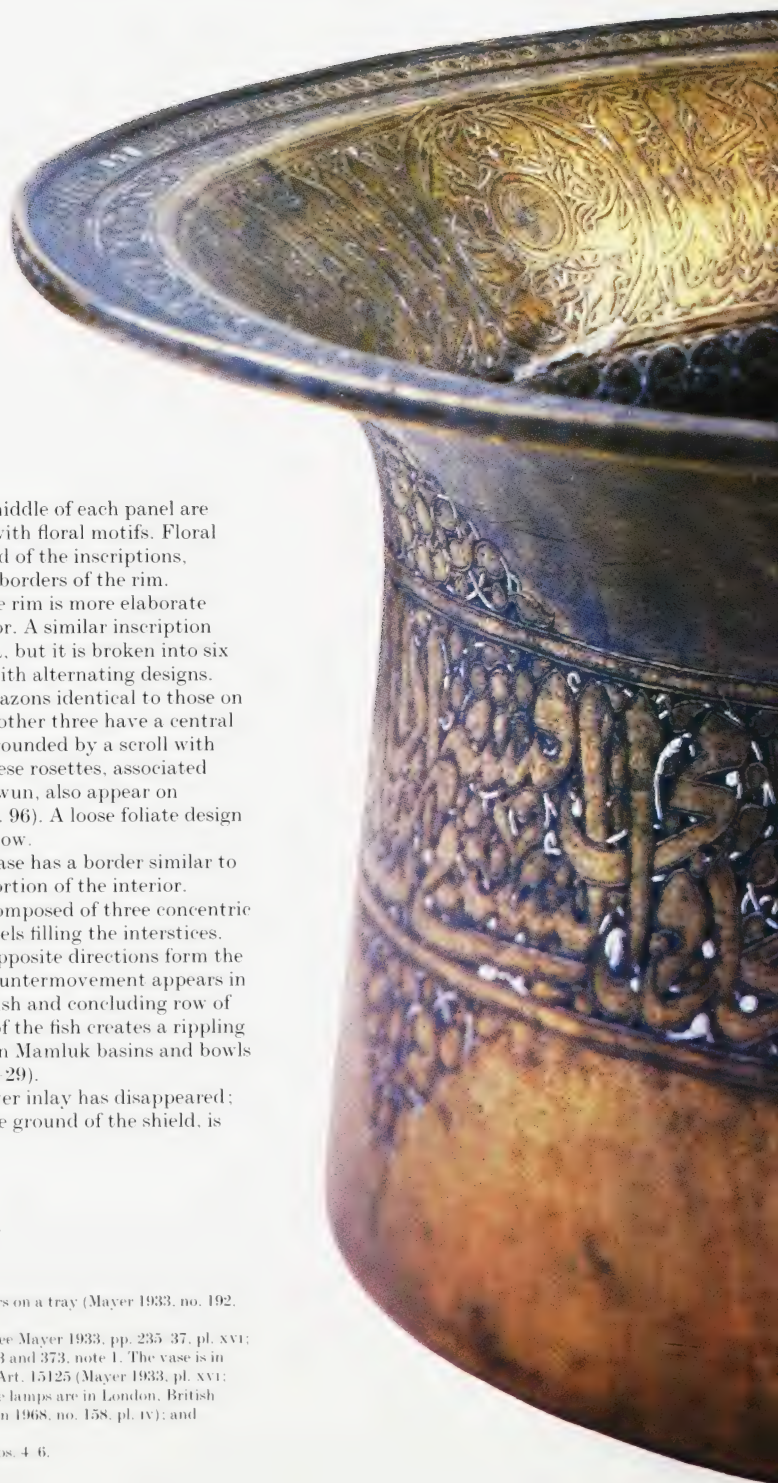 niddle of each panel are
vith floral motifs. Floral
d of the inscriptions,
borders of the rim.
e rim is more elaborate
or. A similar inscription
, but it is broken into six
ith alternating designs.
azons identical to those on
other three have a central
ounded by a scroll with
ese rosettes, associated
wun, also appear on
. 96). A loose foliate design
ow.
ase has a border similar to
ortion of the interior.
omposed of three concentric
els filling the interstices.
pposite directions form the
untermovement appears in
sh and concluding row of
of the fish creates a rippling
n Mamluk basins and bowls
29).
er inlay has disappeared;
e ground of the shield, is
rs on a tray (Mayer 1933, no. 192,
ee Mayer 1933, pp. 235–37, pl. XVI;
3 and 373, note 1. The vase is in
Art, 15125 (Mayer 1933, pl. XVI;
e lamps are in London, British
n 1968, no. 158, pl. IV); and
os. 4–6.